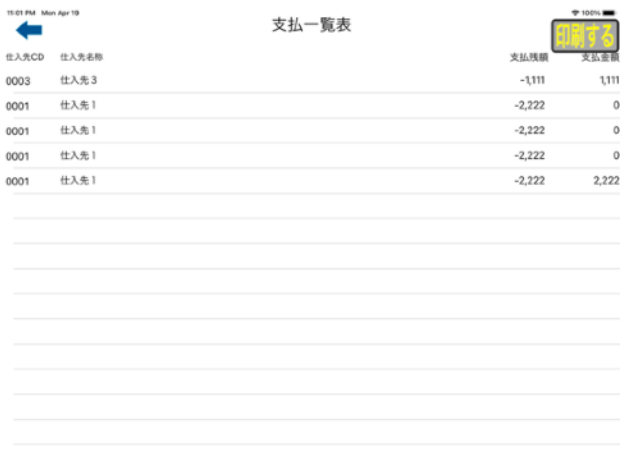 11:01 PM Mon Apr 19 100%
支払一覧表
印刷する
仕入先CD 仕入先名称 支払残額 支払金額
0003 仕入先3 -1,111 1,111
0001 仕入先1 -2,222 0
0001 仕入先1 -2,222 0
0001 仕入先1 -2,222 0
0001 仕入先1 -2,222 2,222